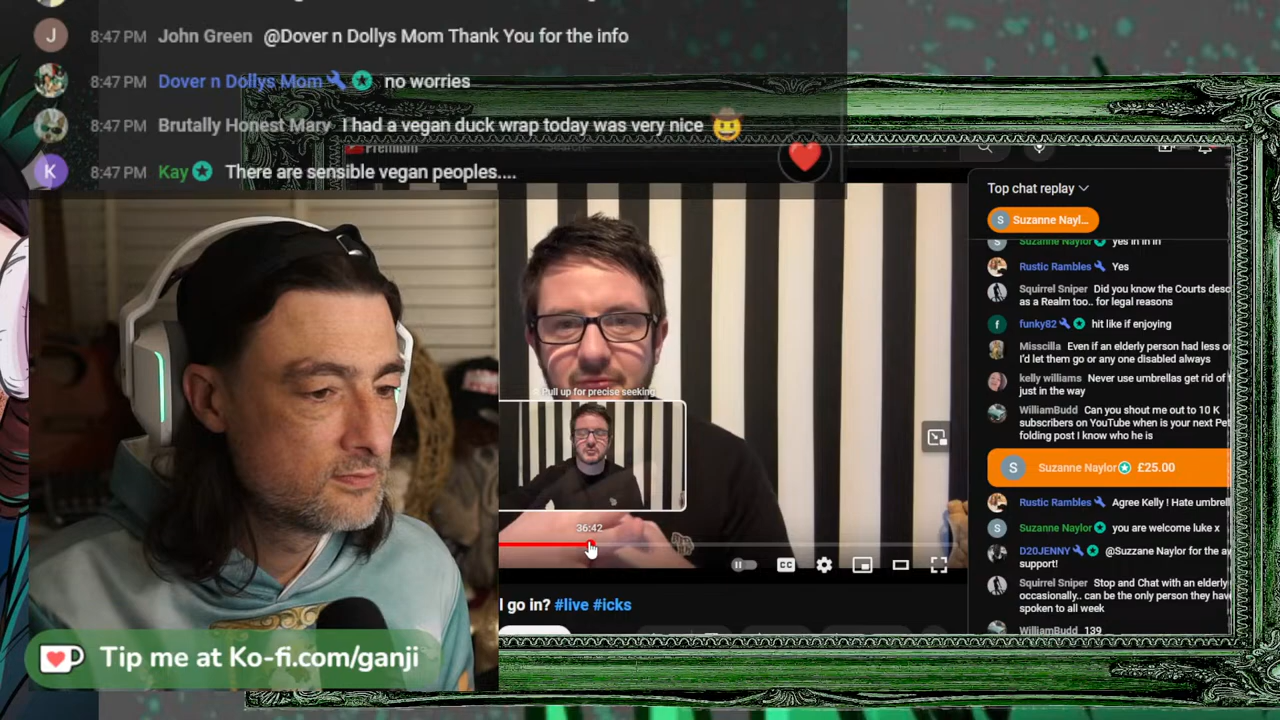 J 8:47 PM John Green @Dover n Dollys Mom Thank You for the info
8:47 PM Dover n Dollys Mom no worries
8:47 PM Brutally Honest Mary I had a vegan duck wrap today was very nice
K 8:47 PM Kay There are sensible vegan peoples....
Premium
Top chat replay
S Suzanne Nayl...
Suzanne Naylor yes in in in
Rustic Rambles Yes
Squirrel Sniper Did you know the Courts desc
as a Realm too.. for legal reasons
f funky82 hit like if enjoying
Misscilla Even if an elderly person had less or
I'd let them go or any one disabled always
kelly williams Never use umbrellas get rid of
just in the way
WilliamBudd Can you shout me out to 10 K
subscribers on YouTube when is your next Pet
folding post I know who he is
S Suzanne Naylor £25.00
Rustic Rambles Agree Kelly ! Hate umbrel
S Suzanne Naylor you are welcome luke x
D20JENNY @Suzzane Naylor for the
support!
Squirrel Sniper Stop and Chat with an elderly
occasionally.. can be the only person they have
spoken to all week
WilliamBudd 139
Pull up for precise seeking
36:42
CC
I go in? #live #icks
Tip me at Ko-fi.com/ganji